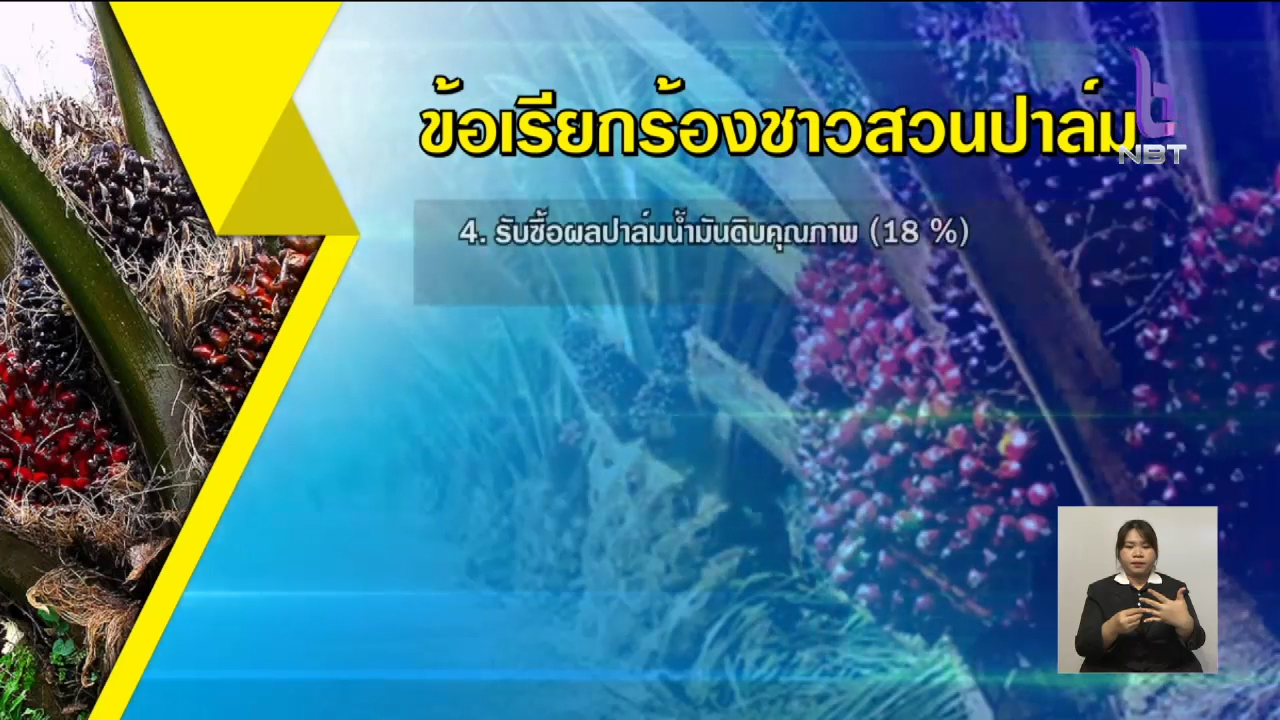 ข้อเรียกร้องชาวสวนปาล์ม
NBT
4. รับซื้อผลปาล์มน้ำมันดิบคุณภาพ (18 %)